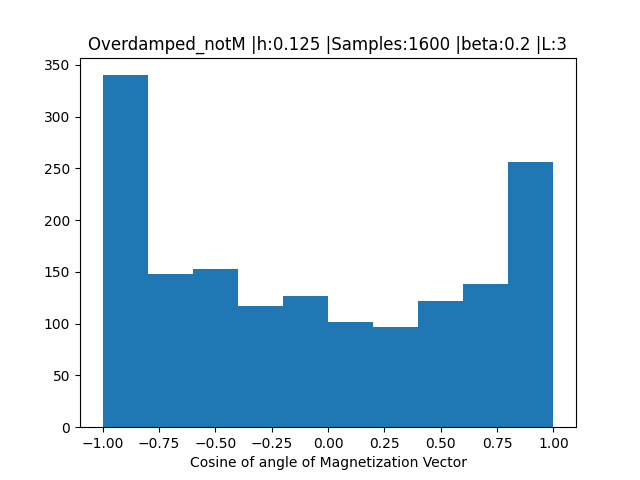 Overdamped_notM |h:0.125 |Samples:1600 |beta:0.2 |L:3
350
300
250
200
150
100
50
0
−1.00 −0.75 −0.50 −0.25 0.00 0.25 0.50 0.75 1.00
Cosine of angle of Magnetization Vector